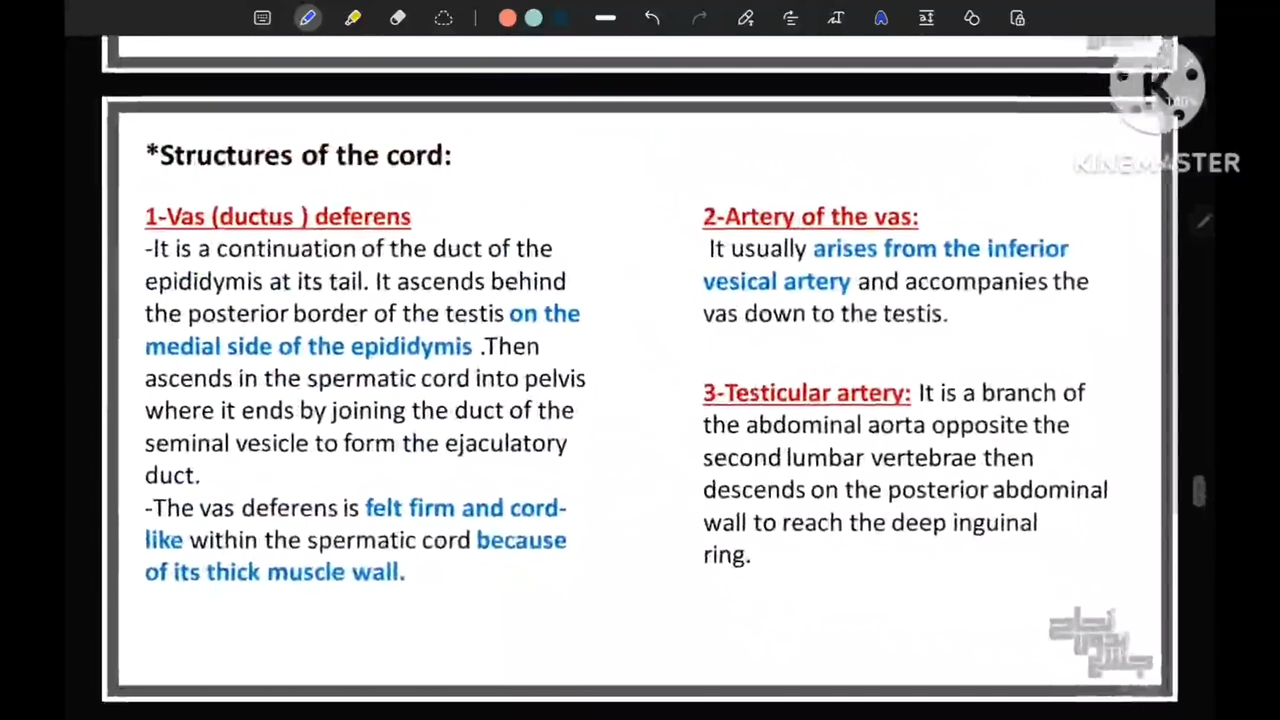 *Structures of the cord:
1-Vas (ductus ) deferens
-It is a continuation of the duct of the
epididymis at its tail. It ascends behind
the posterior border of the testis on the
medial side of the epididymis .Then
ascends in the spermatic cord into pelvis
where it ends by joining the duct of the
seminal vesicle to form the ejaculatory
duct.
-The vas deferens is felt firm and cord-
like within the spermatic cord because
of its thick muscle wall.
2-Artery of the vas:
It usually arises from the inferior
vesical artery and accompanies the
vas down to the testis.
3-Testicular artery: It is a branch of
the abdominal aorta opposite the
second lumbar vertebrae then
descends on the posterior abdominal
wall to reach the deep inguinal
ring.
K
KINEMASTER
نجاح
بدون